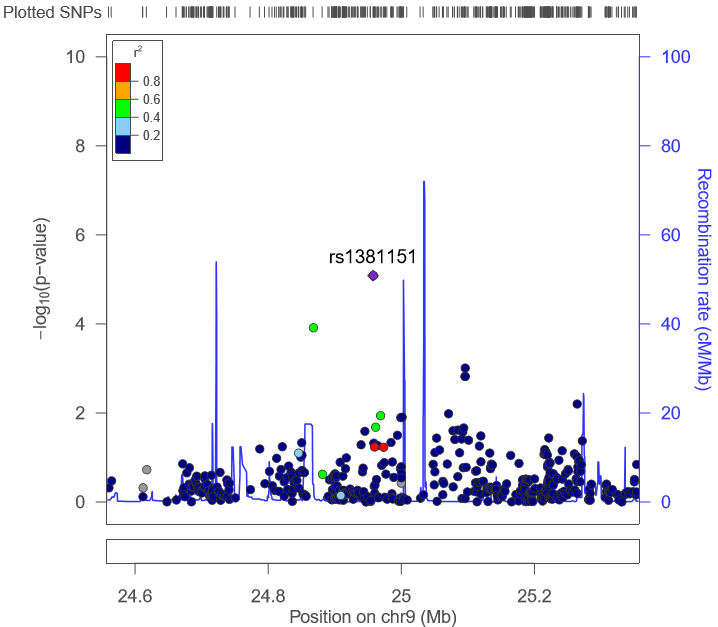 Plotted SNPs
r²
0.8
0.6
0.4
0.2
rs1381151
10
8
6
4
2
0
−log10(p−value)
100
80
60
40
20
0
Recombination rate (cM/Mb)
24.6 24.8 25 25.2
Position on chr9 (Mb)